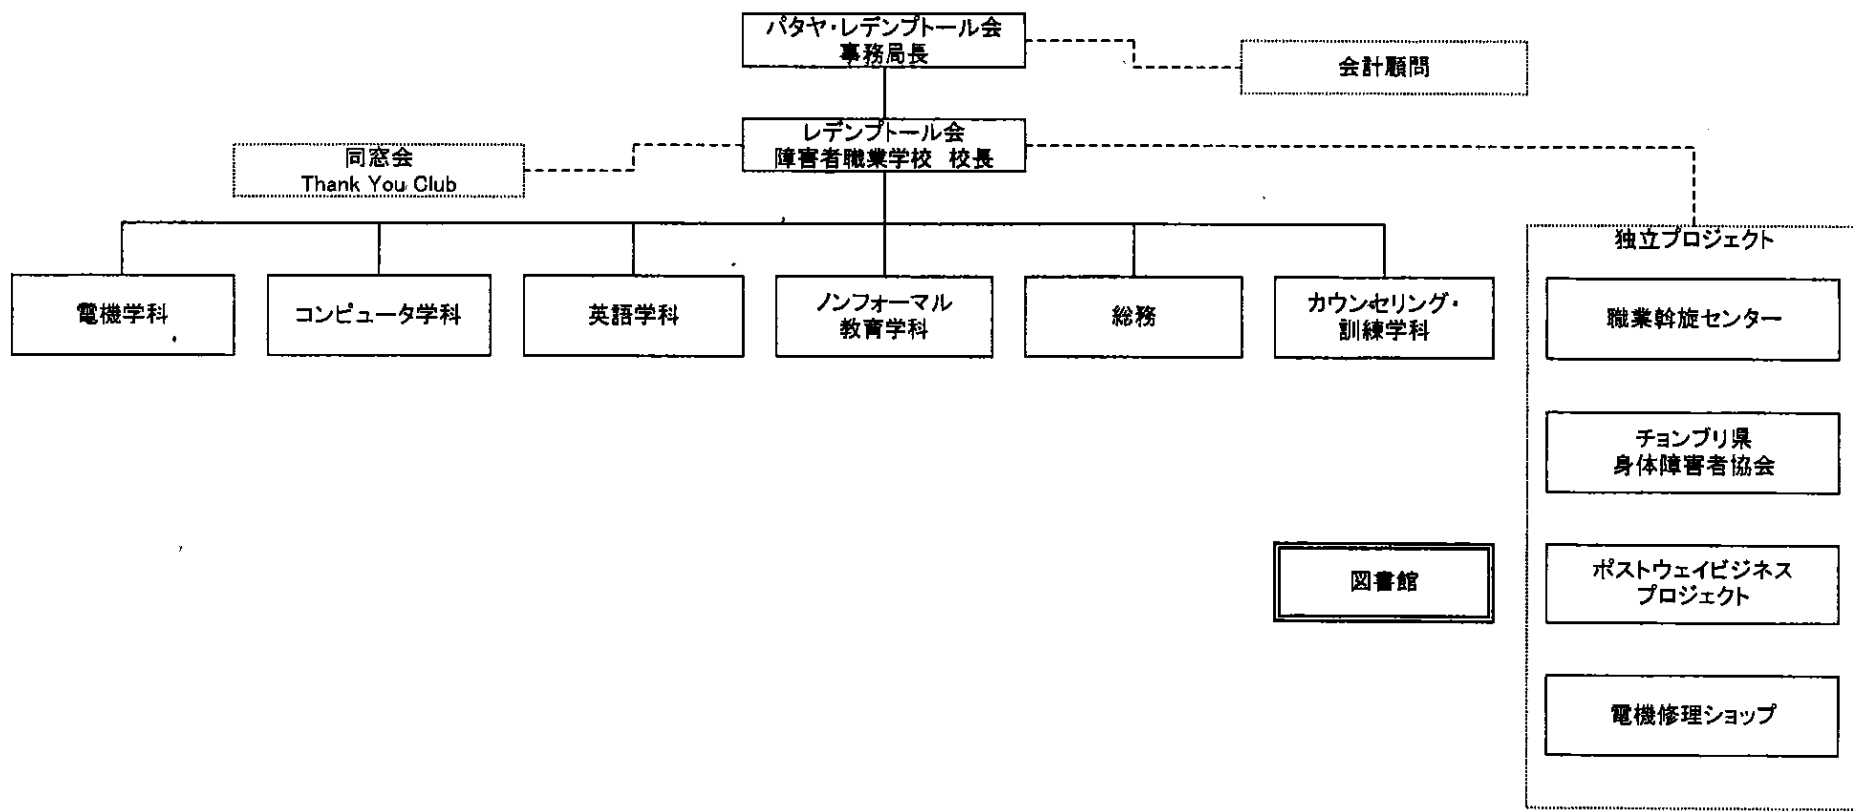 パタヤ・レデンプトール会
事務局長
会計顧問
レデンプトール会
障害者職業学校 校長
同窓会
Thank You Club
独立プロジェクト
電機学科
コンピュータ学科
英語学科
ノンフォーマル
教育学科
総務
カウンセリング・
訓練学科
職業斡旋センター
チョンブリ県
身体障害者協会
図書館
ポストウェイビジネス
プロジェクト
電機修理ショップ